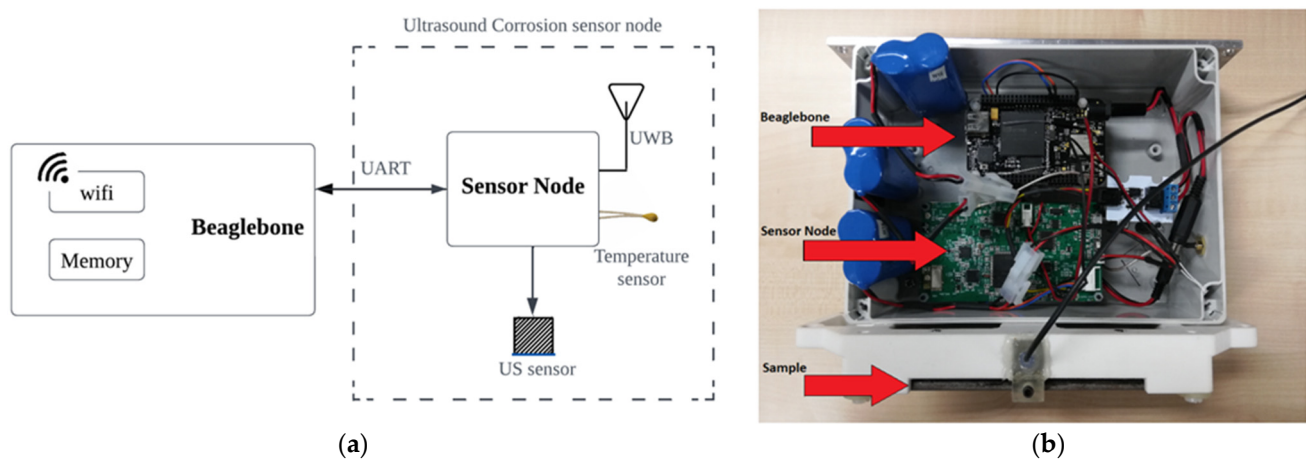 Ultrasound Corrosion sensor node
wifi
Memory
Beaglebone
UART
Sensor Node
UWB
Temperature
sensor
US sensor
(a)
Beaglebone
Sensor Node
Sample
(b)